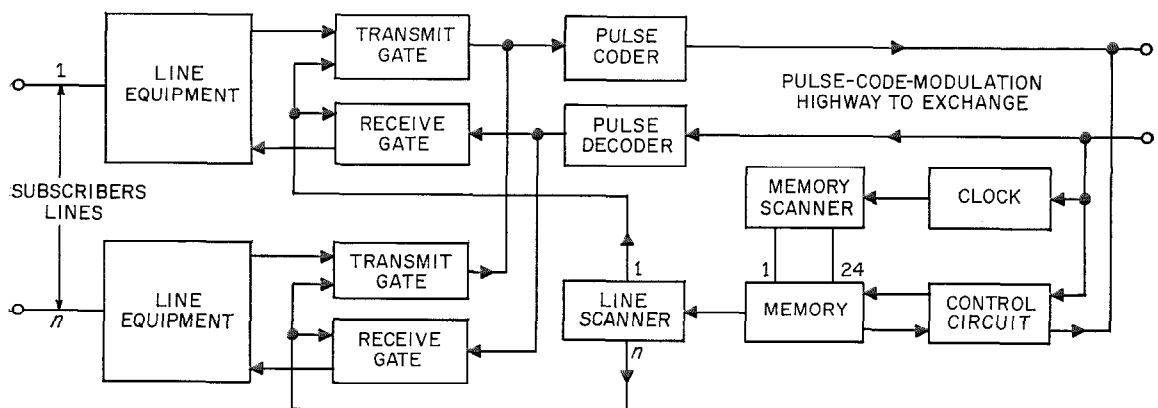 1
LINE
EQUIPMENT
TRANSMIT
GATE
PULSE
CODER
PULSE-CODE-MODULATION
HIGHWAY TO EXCHANGE
RECEIVE
GATE
PULSE
DECODER
SUBSCRIBERS
LINES
MEMORY
SCANNER
CLOCK
n
LINE
EQUIPMENT
TRANSMIT
GATE
RECEIVE
GATE
1
LINE
SCANNER
n
1
24
MEMORY
CONTROL
CIRCUIT